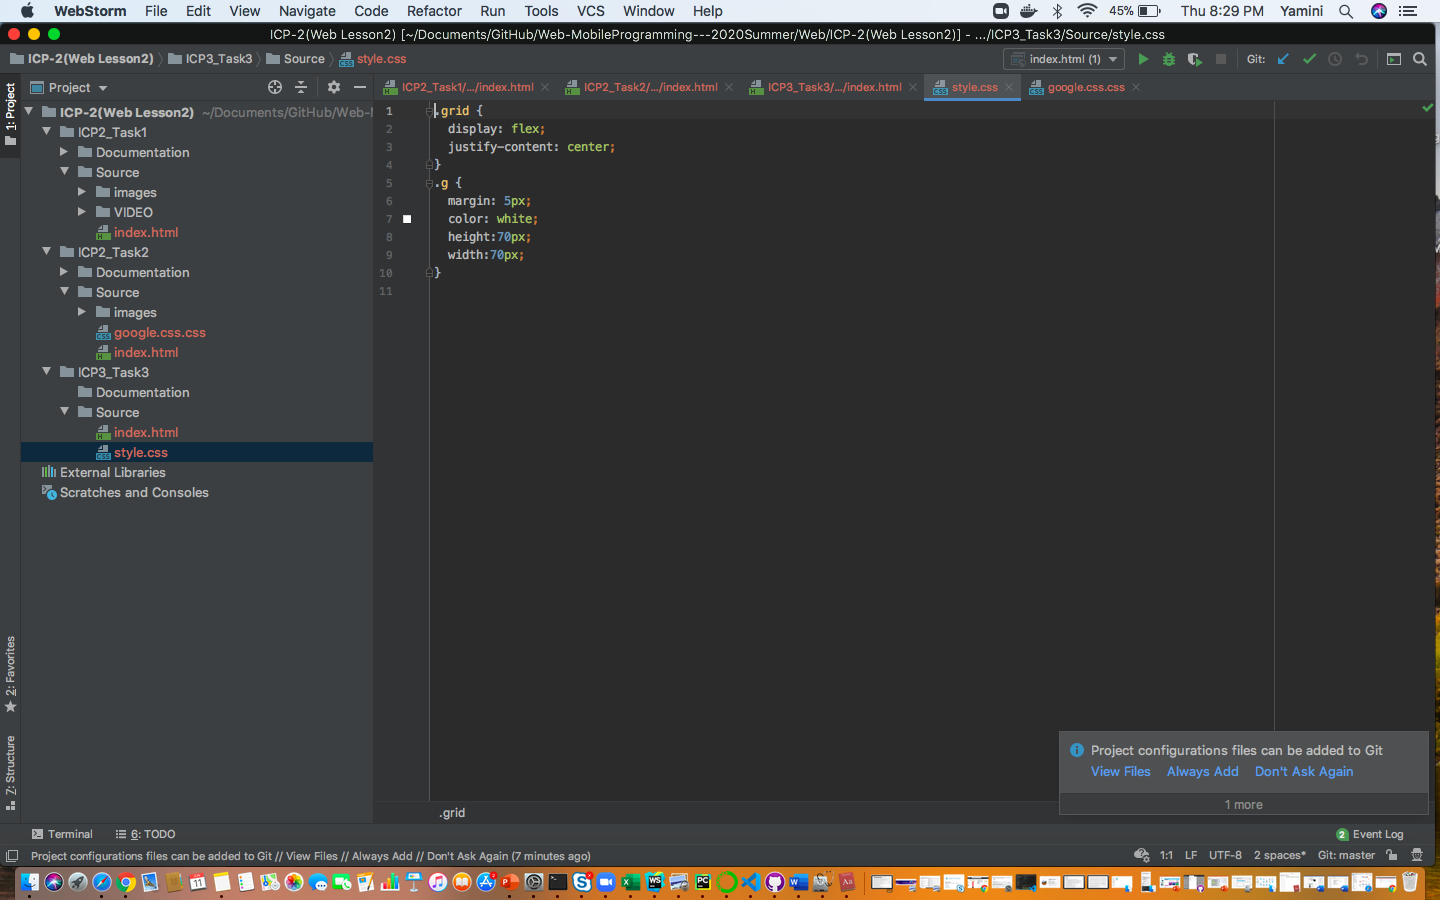 WebStorm File Edit View Navigate Code Refactor Run Tools VCS Window Help 45% Thu 8:29 PM Yamini
ICP-2(Web Lesson2) [~/Documents/GitHub/Web-MobileProgramming---2020Summer/Web/ICP-2(Web Lesson2)] - .../ICP3_Task3/Source/style.css
ICP-2(Web Lesson2) ICP3_Task3 Source style.css index.html (1) Git:
1: Project
Project
ICP2_Task1/.../index.html ICP2_Task2/.../index.html ICP3_Task3/.../index.html style.css google.css.css
ICP-2(Web Lesson2) ~/Documents/GitHub/Web-
ICP2_Task1
Documentation
Source
images
VIDEO
index.html
ICP2_Task2
Documentation
Source
images
google.css.css
index.html
ICP3_Task3
Documentation
Source
index.html
style.css
External Libraries
Scratches and Consoles
1 .grid {
2 display: flex;
3 justify-content: center;
4 }
5 .g {
6 margin: 5px;
7 color: white;
8 height:70px;
9 width:70px;
10 }
11
2: Favorites
Z: Structure
Project configurations files can be added to Git
View Files Always Add Don't Ask Again
1 more
.grid
Terminal 6: TODO 2 Event Log
Project configurations files can be added to Git // View Files // Always Add // Don't Ask Again (7 minutes ago) 1:1 LF UTF-8 2 spaces* Git: master